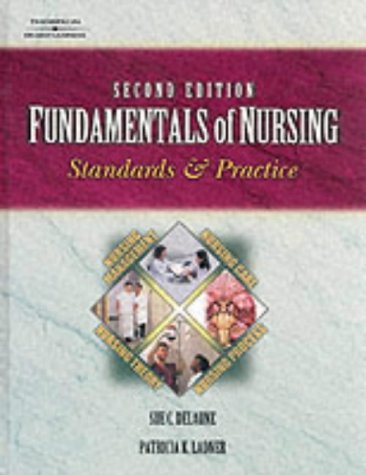 THOMSON
DELMAR LEARNING
SECOND EDITION
FUNDAMENTALS of NURSING
Standards & Practice
NURSING MANAGEMENT
NURSING CARE
NURSING THEORY
NURSING PROCESS
SUE C. DELAUNE
PATRICIA K. LADNER